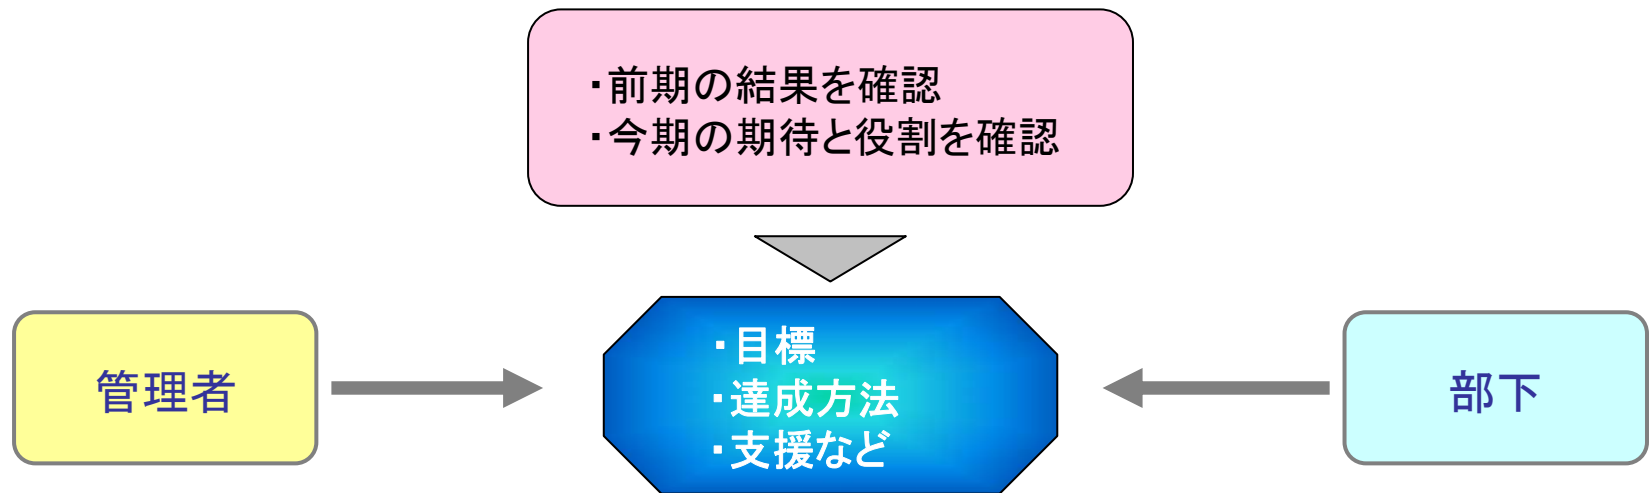 ・前期の結果を確認
・今期の期待と役割を確認
管理者
・目標
・達成方法
・支援など
部下